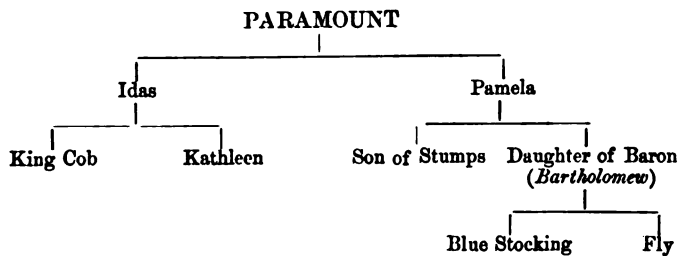 PARAMOUNT
Idas Pamela
King Cob Kathleen Son of Stumps Daughter of Baron
(Bartholomew)
Blue Stocking Fly